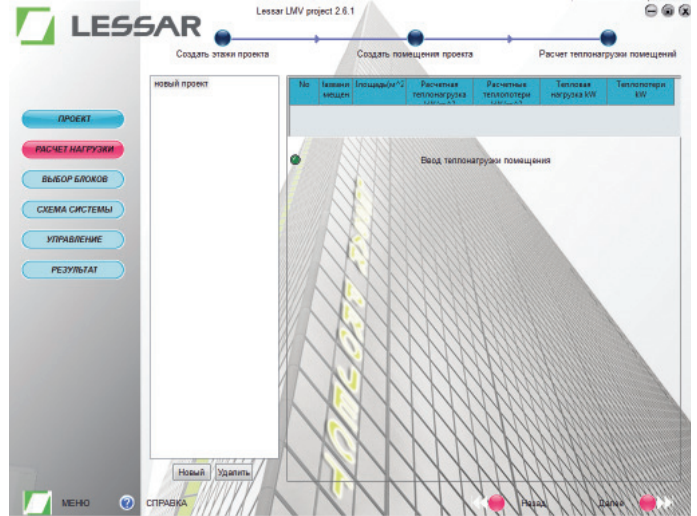 LESSAR
Lessar LMV project 2.6.1
Создать этажи проекта
Создать помещения проекта
Расчет теплонагрузки помещений
новый проект
No
Площадь(м^2
Расчетная теплонагрузка
Расчетные теплопотери
Тепловая нагрузка kW
Теплопотери kW
Ввод теплонагрузки помещения
ПРОЕКТ
РАСЧЕТ НАГРУЗКИ
ВЫБОР БЛОКОВ
СХЕМА СИСТЕМЫ
УПРАВЛЕНИЕ
РЕЗУЛЬТАТ
Новый
Удалить
МЕНЮ
СПРАВКА
Назад
Далее